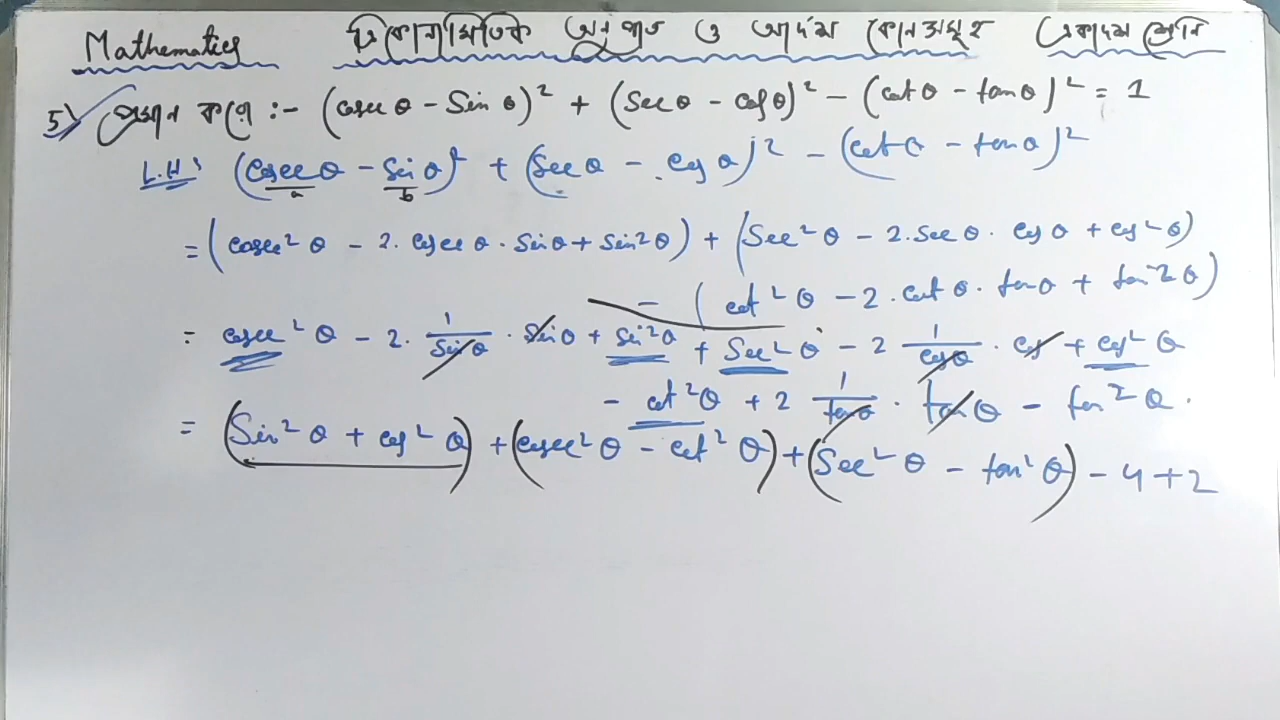 Mathematics ত্রিকোনমিতিক অনুপাত ও আদর্শ কোনসমূহ একাদশ শ্রেনি
5) প্রমান করো :- (cosec θ - Sin θ)² + (Sec θ - Cos θ)² - (cot θ - tan θ)² = 1
L.H: (cosec θ - Sin θ)² + (Sec θ - cos θ)² - (cot θ - tan θ)²
a b
= (cosec² θ - 2. cosec θ . Sin θ + sin² θ) + (Sec² θ - 2. Sec θ . Cos θ + cos² θ)
- (cot² θ - 2 . cot θ . tan θ + tan² θ)
= cosec² θ - 2. 1/Sin θ . Sin θ + Sin² θ + Sec² θ - 2 1/cos θ . cos + cos² θ
- cot² θ + 2 1/tan θ . tan θ - tan² θ .
= (Sin² θ + cos² θ) + (cosec² θ - cot² θ) + (Sec² θ - tan² θ) - 4 + 2